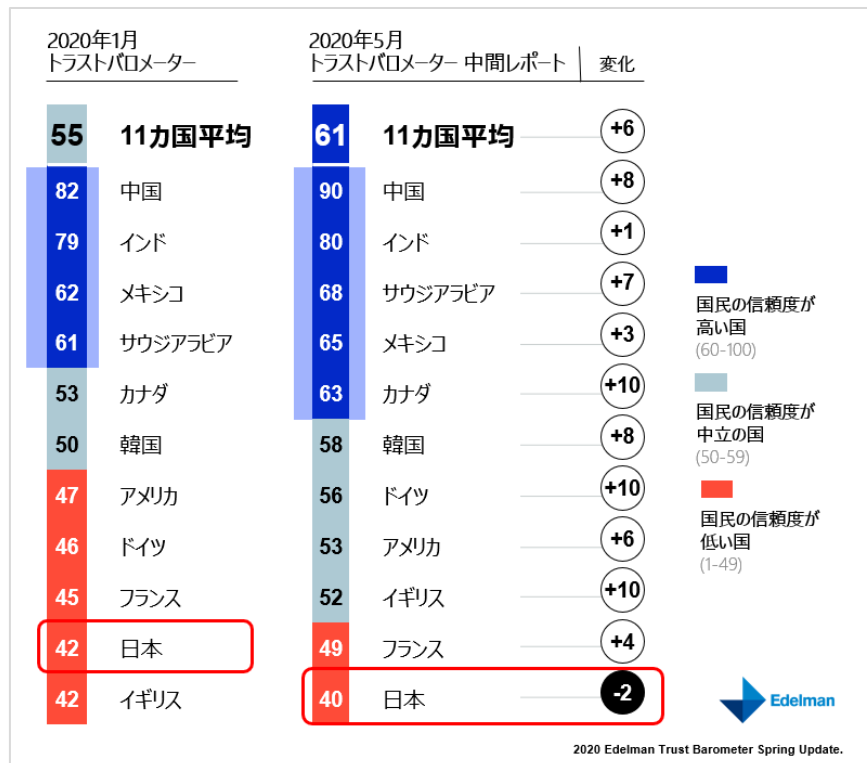 2020年1月
トラストバロメーター
2020年5月
トラストバロメーター 中間レポート
変化
55 11カ国平均
61 11カ国平均 +6
82 中国
90 中国 +8
79 インド
80 インド +1
62 メキシコ
68 サウジアラビア +7
61 サウジアラビア
65 メキシコ +3
53 カナダ
63 カナダ +10
50 韓国
58 韓国 +8
47 アメリカ
56 ドイツ +10
46 ドイツ
53 アメリカ +6
45 フランス
52 イギリス +10
42 日本
49 フランス +4
42 イギリス
40 日本 -2
国民の信頼度が
高い国
(60-100)
国民の信頼度が
中立の国
(50-59)
国民の信頼度が
低い国
(1-49)
Edelman
2020 Edelman Trust Barometer Spring Update.